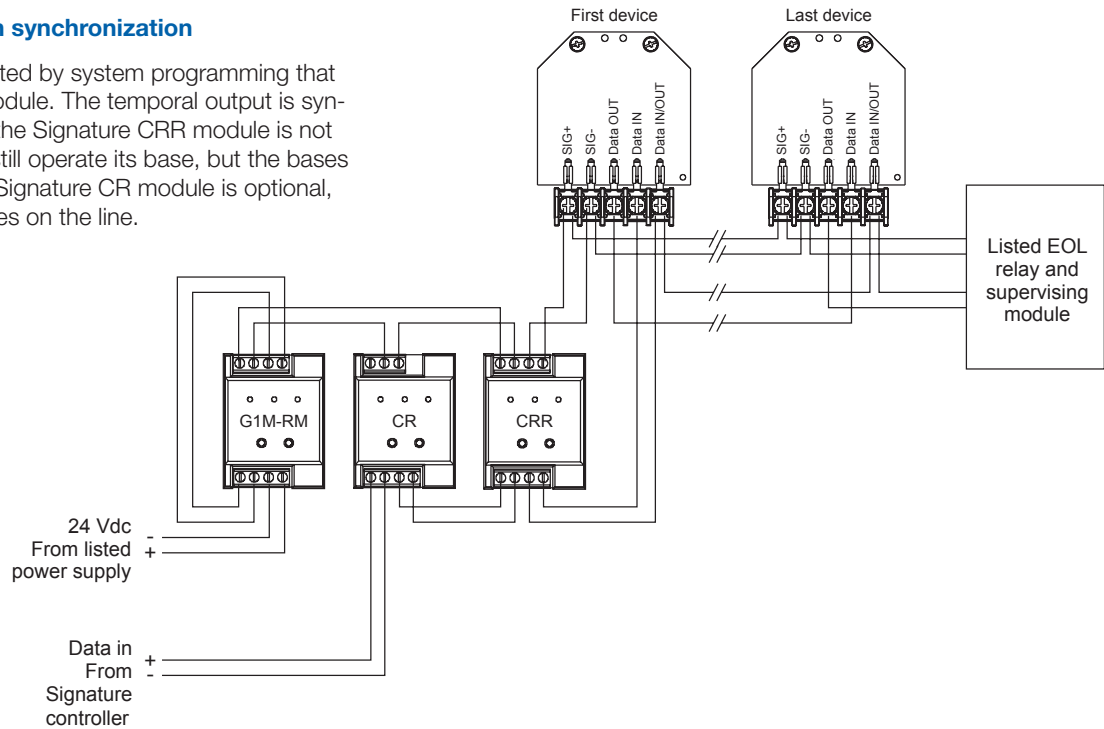 n synchronization
ted by system programming that
odule. The temporal output is syn-
the Signature CRR module is not
still operate its base, but the bases
Signature CR module is optional,
es on the line.
First device
Last device
SIG+
SIG-
Data OUT
Data IN
Data IN/OUT
SIG+
SIG-
Data OUT
Data IN
Data IN/OUT
Listed EOL
relay and
supervising
module
G1M-RM
CR
CRR
24 Vdc -
From listed +
power supply
Data in +
From -
Signature
controller